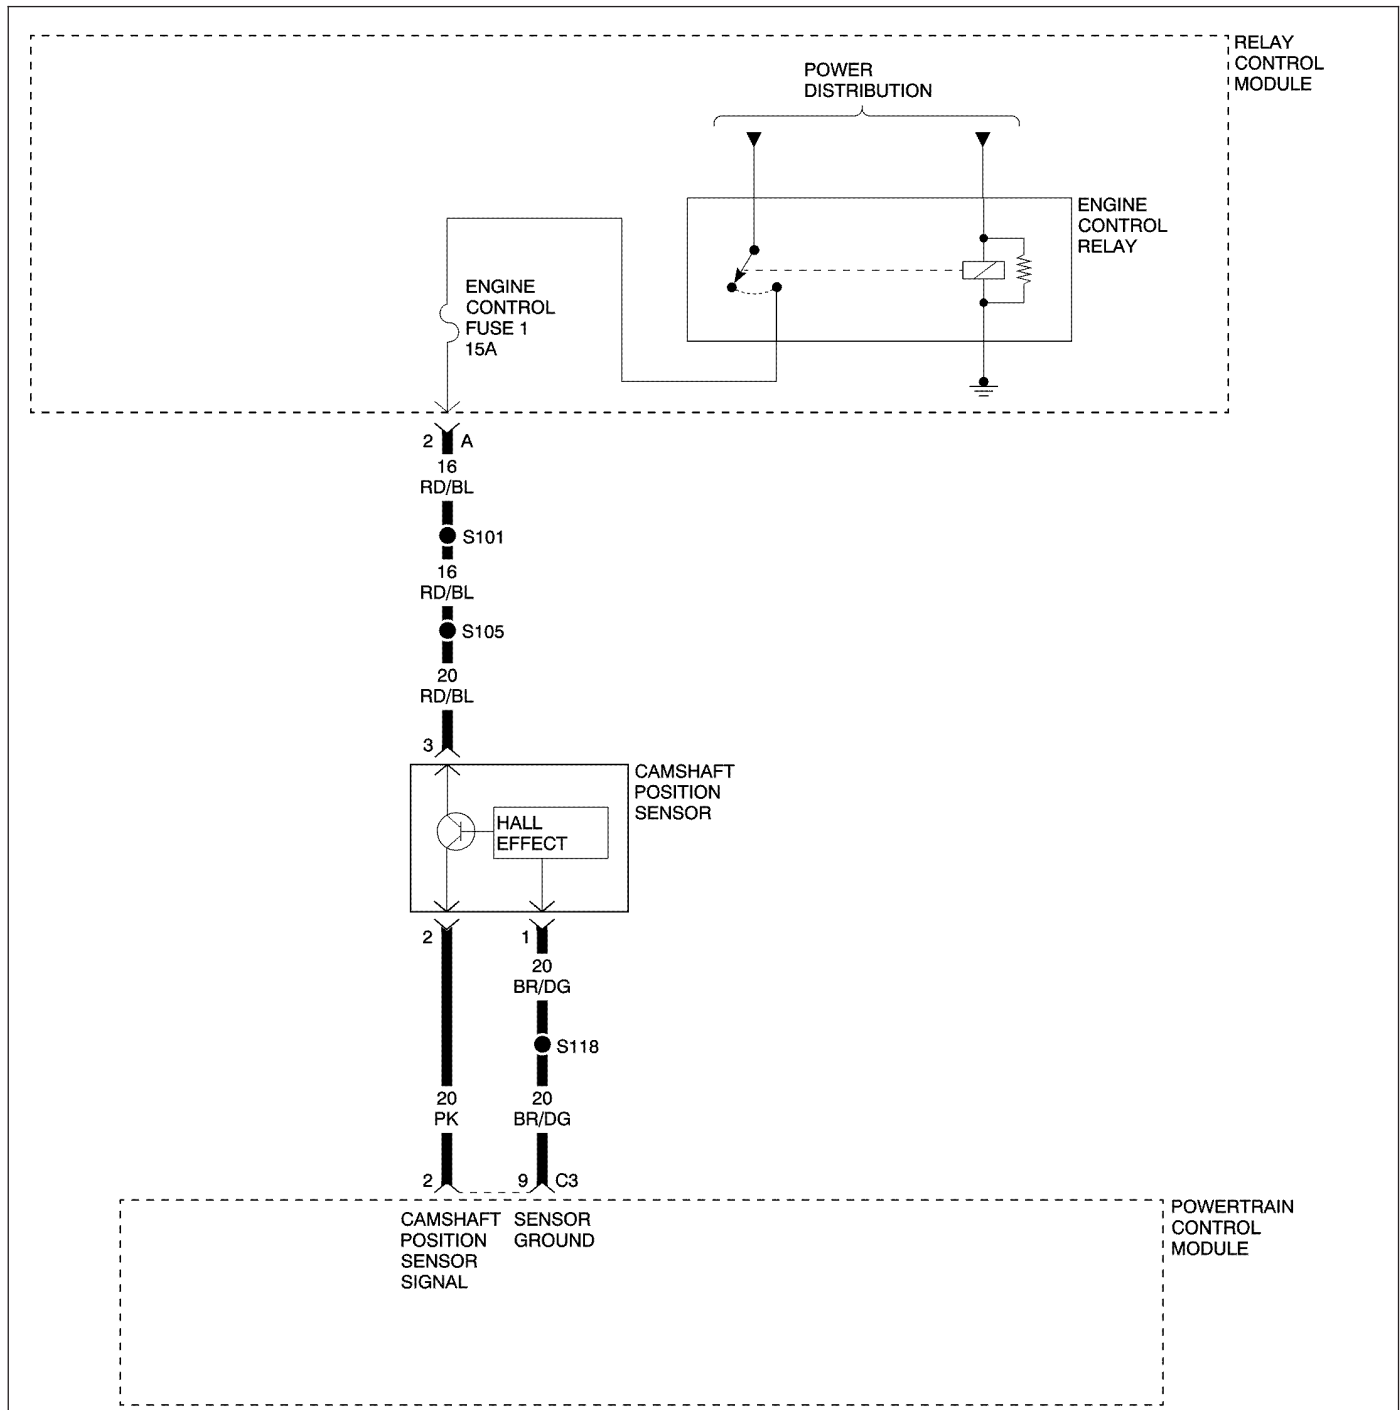 RELAY
CONTROL
MODULE
POWER
DISTRIBUTION
ENGINE
CONTROL
RELAY
ENGINE
CONTROL
FUSE 1
15A
2 A
16
RD/BL
S101
16
RD/BL
S105
20
RD/BL
3
CAMSHAFT
POSITION
SENSOR
HALL
EFFECT
2 1
20
BR/DG
S118
20 20
PK BR/DG
2 9 C3
CAMSHAFT
POSITION
SENSOR
SIGNAL
SENSOR
GROUND
POWERTRAIN
CONTROL
MODULE